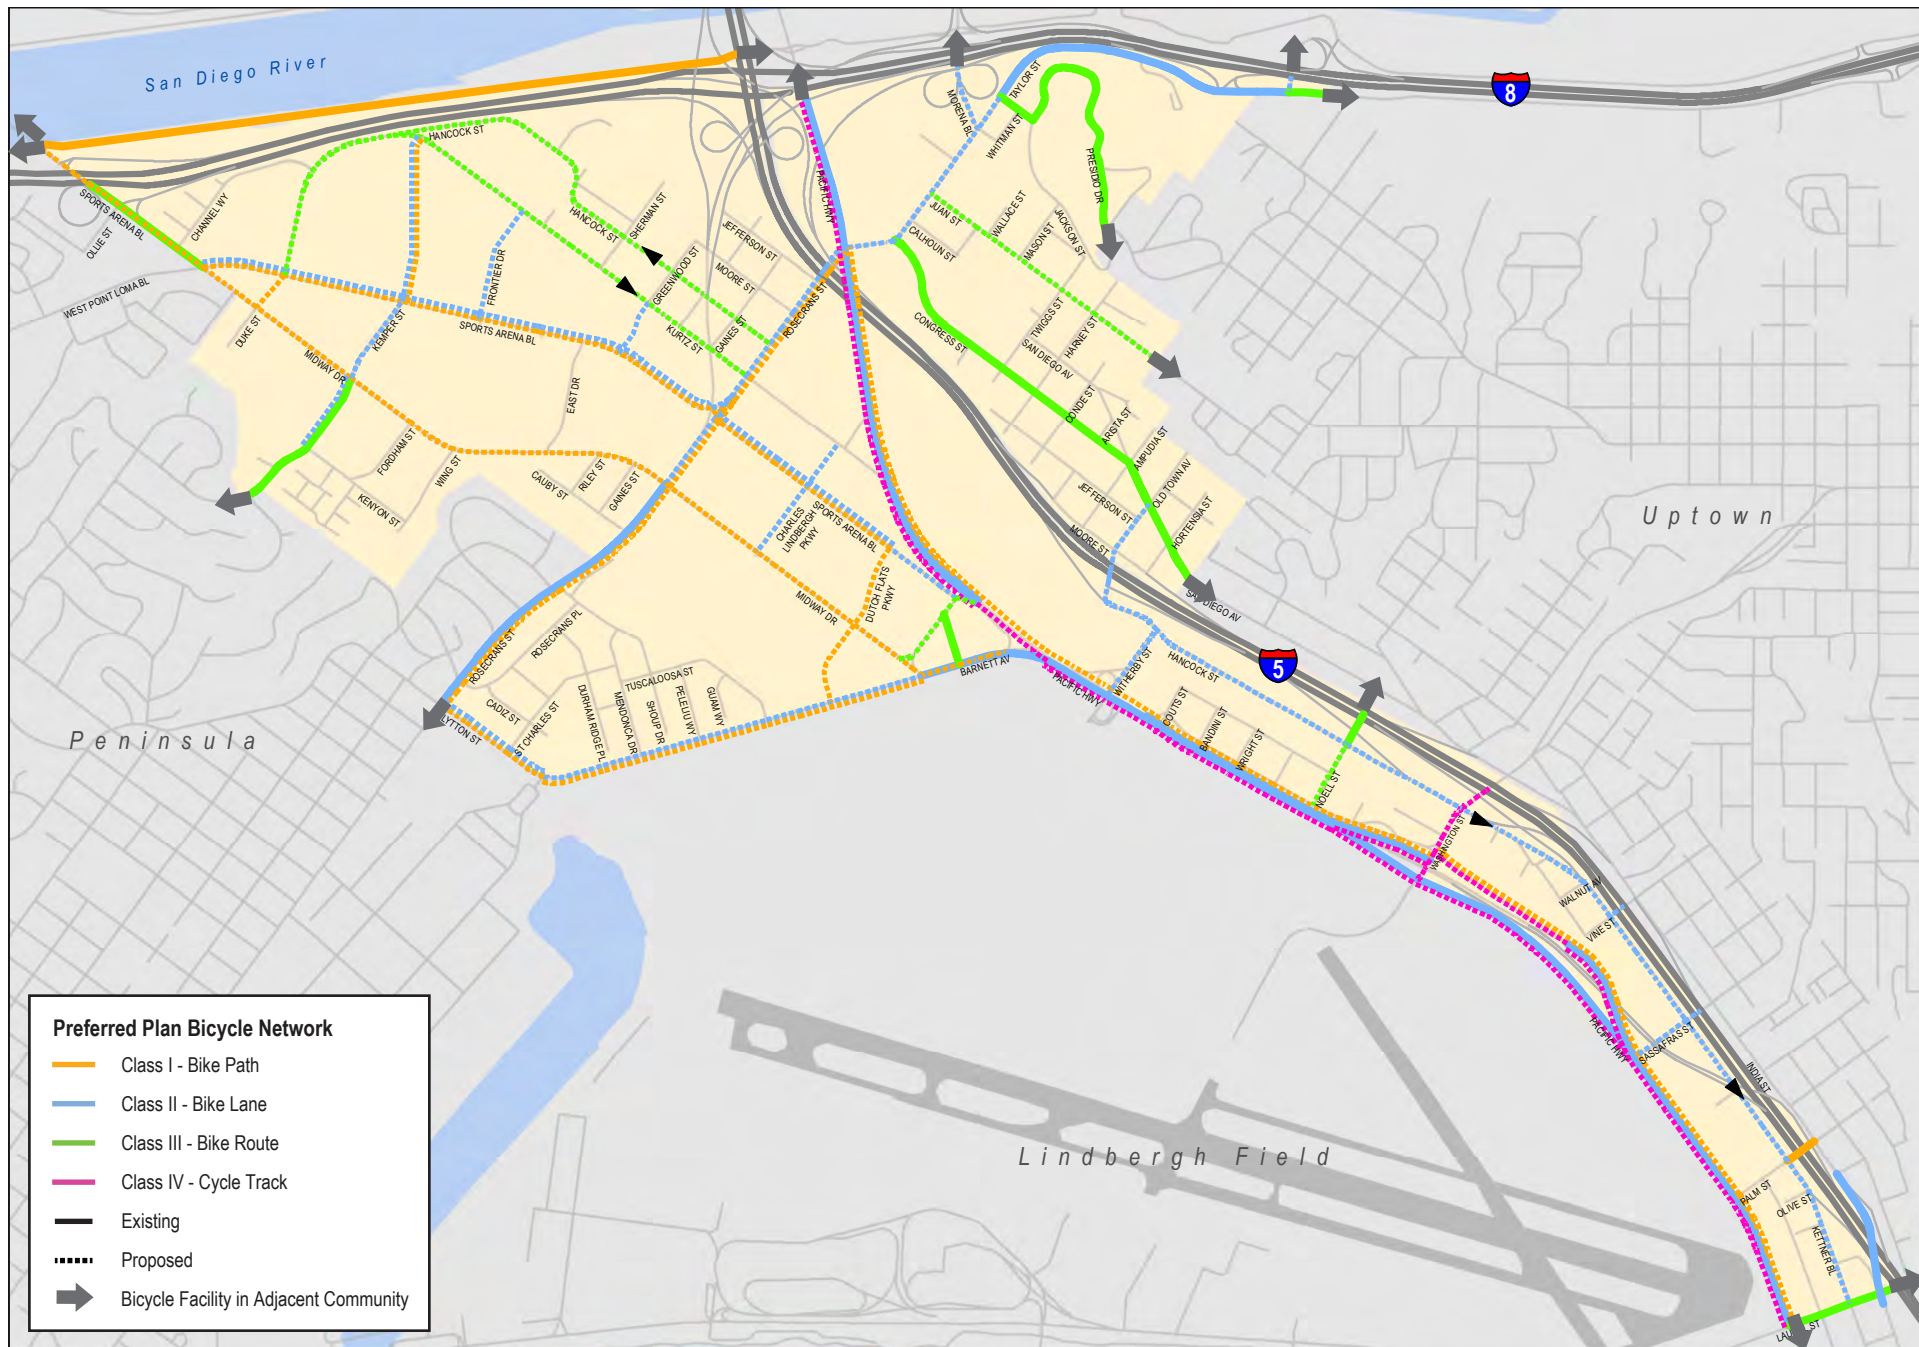 San Diego River
8
TAYLOR ST
MORENA BL
WHITMAN ST
HANCOCK ST
PRESIDIO DR
PACIFIC HWY
CHANNEL WY
SPORTS ARENA BL
OLLIE ST
SHERMAN ST
HANCOCK ST
JUAN ST
WALLACE ST
JACKSON ST
MASON ST
CALHOUN ST
JEFFERSON ST
MOORE ST
GREENWOOD ST
FRONTIER DR
WEST POINT LOMA BL
DUKE ST
KEMPER ST
SPORTS ARENA BL
KURTZ ST
GAINES ST
ROSECRANS ST
CONGRESS ST
TWIGGS ST
HARNEY ST
SAN DIEGO AV
MIDWAY DR
EAST DR
CONDE ST
ARISTA ST
AMPUDIA ST
OLD TOWN AV
FORDHAM ST
WING ST
CAUBY ST
RILEY ST
GAINES ST
KENYON ST
JEFFERSON ST
MOORE ST
HORTENSIA ST
Uptown
CHARLES
LINDBERGH
PKWY
SPORTS ARENA BL
DUTCH FLATS
PKWY
MIDWAY DR
SAN DIEGO AV
ROSECRANS ST
ROSECRANS PL
BARNETT AV
PACIFIC HWY
WITHERBY ST
HANCOCK ST
5
TUSCALOOSA ST
CADIZ ST
LYTTON ST
ST CHARLES ST
DURHAM RIDGE PL
MENDONCA DR
SHOUP DR
PELELIU WY
GUAM WY
COUTS ST
BANDINI ST
WRIGHT ST
NOELL ST
Peninsula
WASHINGTON ST
WALNUT AV
VINE ST
PACIFIC HWY
SASSAFRAS ST
INDIA ST
Lindbergh Field
PALM ST
OLIVE ST
KETTNER BL
Preferred Plan Bicycle Network
Class I - Bike Path
Class II - Bike Lane
Class III - Bike Route
Class IV - Cycle Track
Existing
Proposed
Bicycle Facility in Adjacent Community